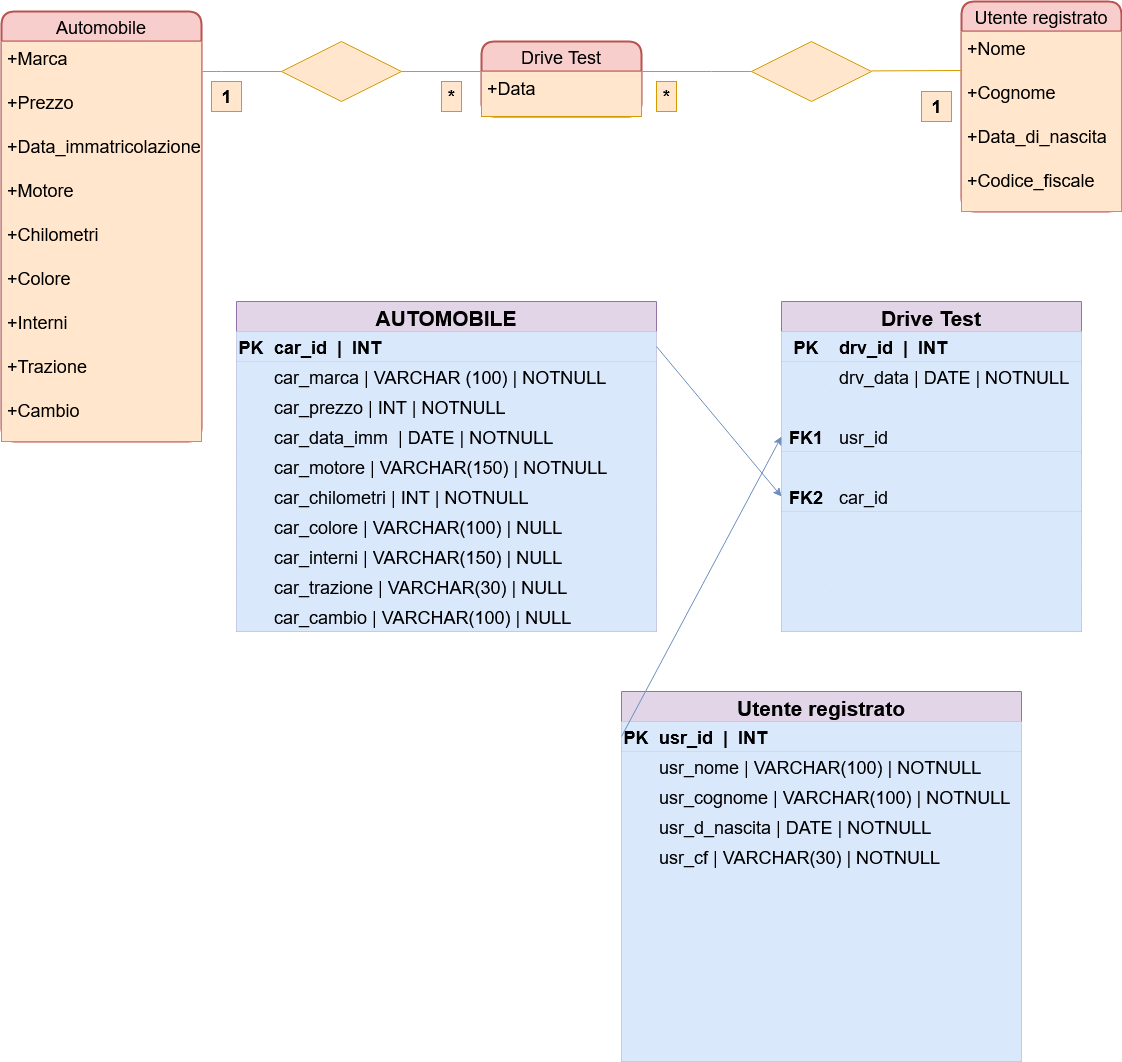 Automobile
+Marca
+Prezzo
+Data_immatricolazione
+Motore
+Chilometri
+Colore
+Interni
+Trazione
+Cambio
1
*
Drive Test
+Data
*
1
Utente registrato
+Nome
+Cognome
+Data_di_nascita
+Codice_fiscale
AUTOMOBILE
PK car_id | INT
car_marca | VARCHAR (100) | NOTNULL
car_prezzo | INT | NOTNULL
car_data_imm | DATE | NOTNULL
car_motore | VARCHAR(150) | NOTNULL
car_chilometri | INT | NOTNULL
car_colore | VARCHAR(100) | NULL
car_interni | VARCHAR(150) | NULL
car_trazione | VARCHAR(30) | NULL
car_cambio | VARCHAR(100) | NULL
Drive Test
PK drv_id | INT
drv_data | DATE | NOTNULL
FK1 usr_id
FK2 car_id
Utente registrato
PK usr_id | INT
usr_nome | VARCHAR(100) | NOTNULL
usr_cognome | VARCHAR(100) | NOTNULL
usr_d_nascita | DATE | NOTNULL
usr_cf | VARCHAR(30) | NOTNULL